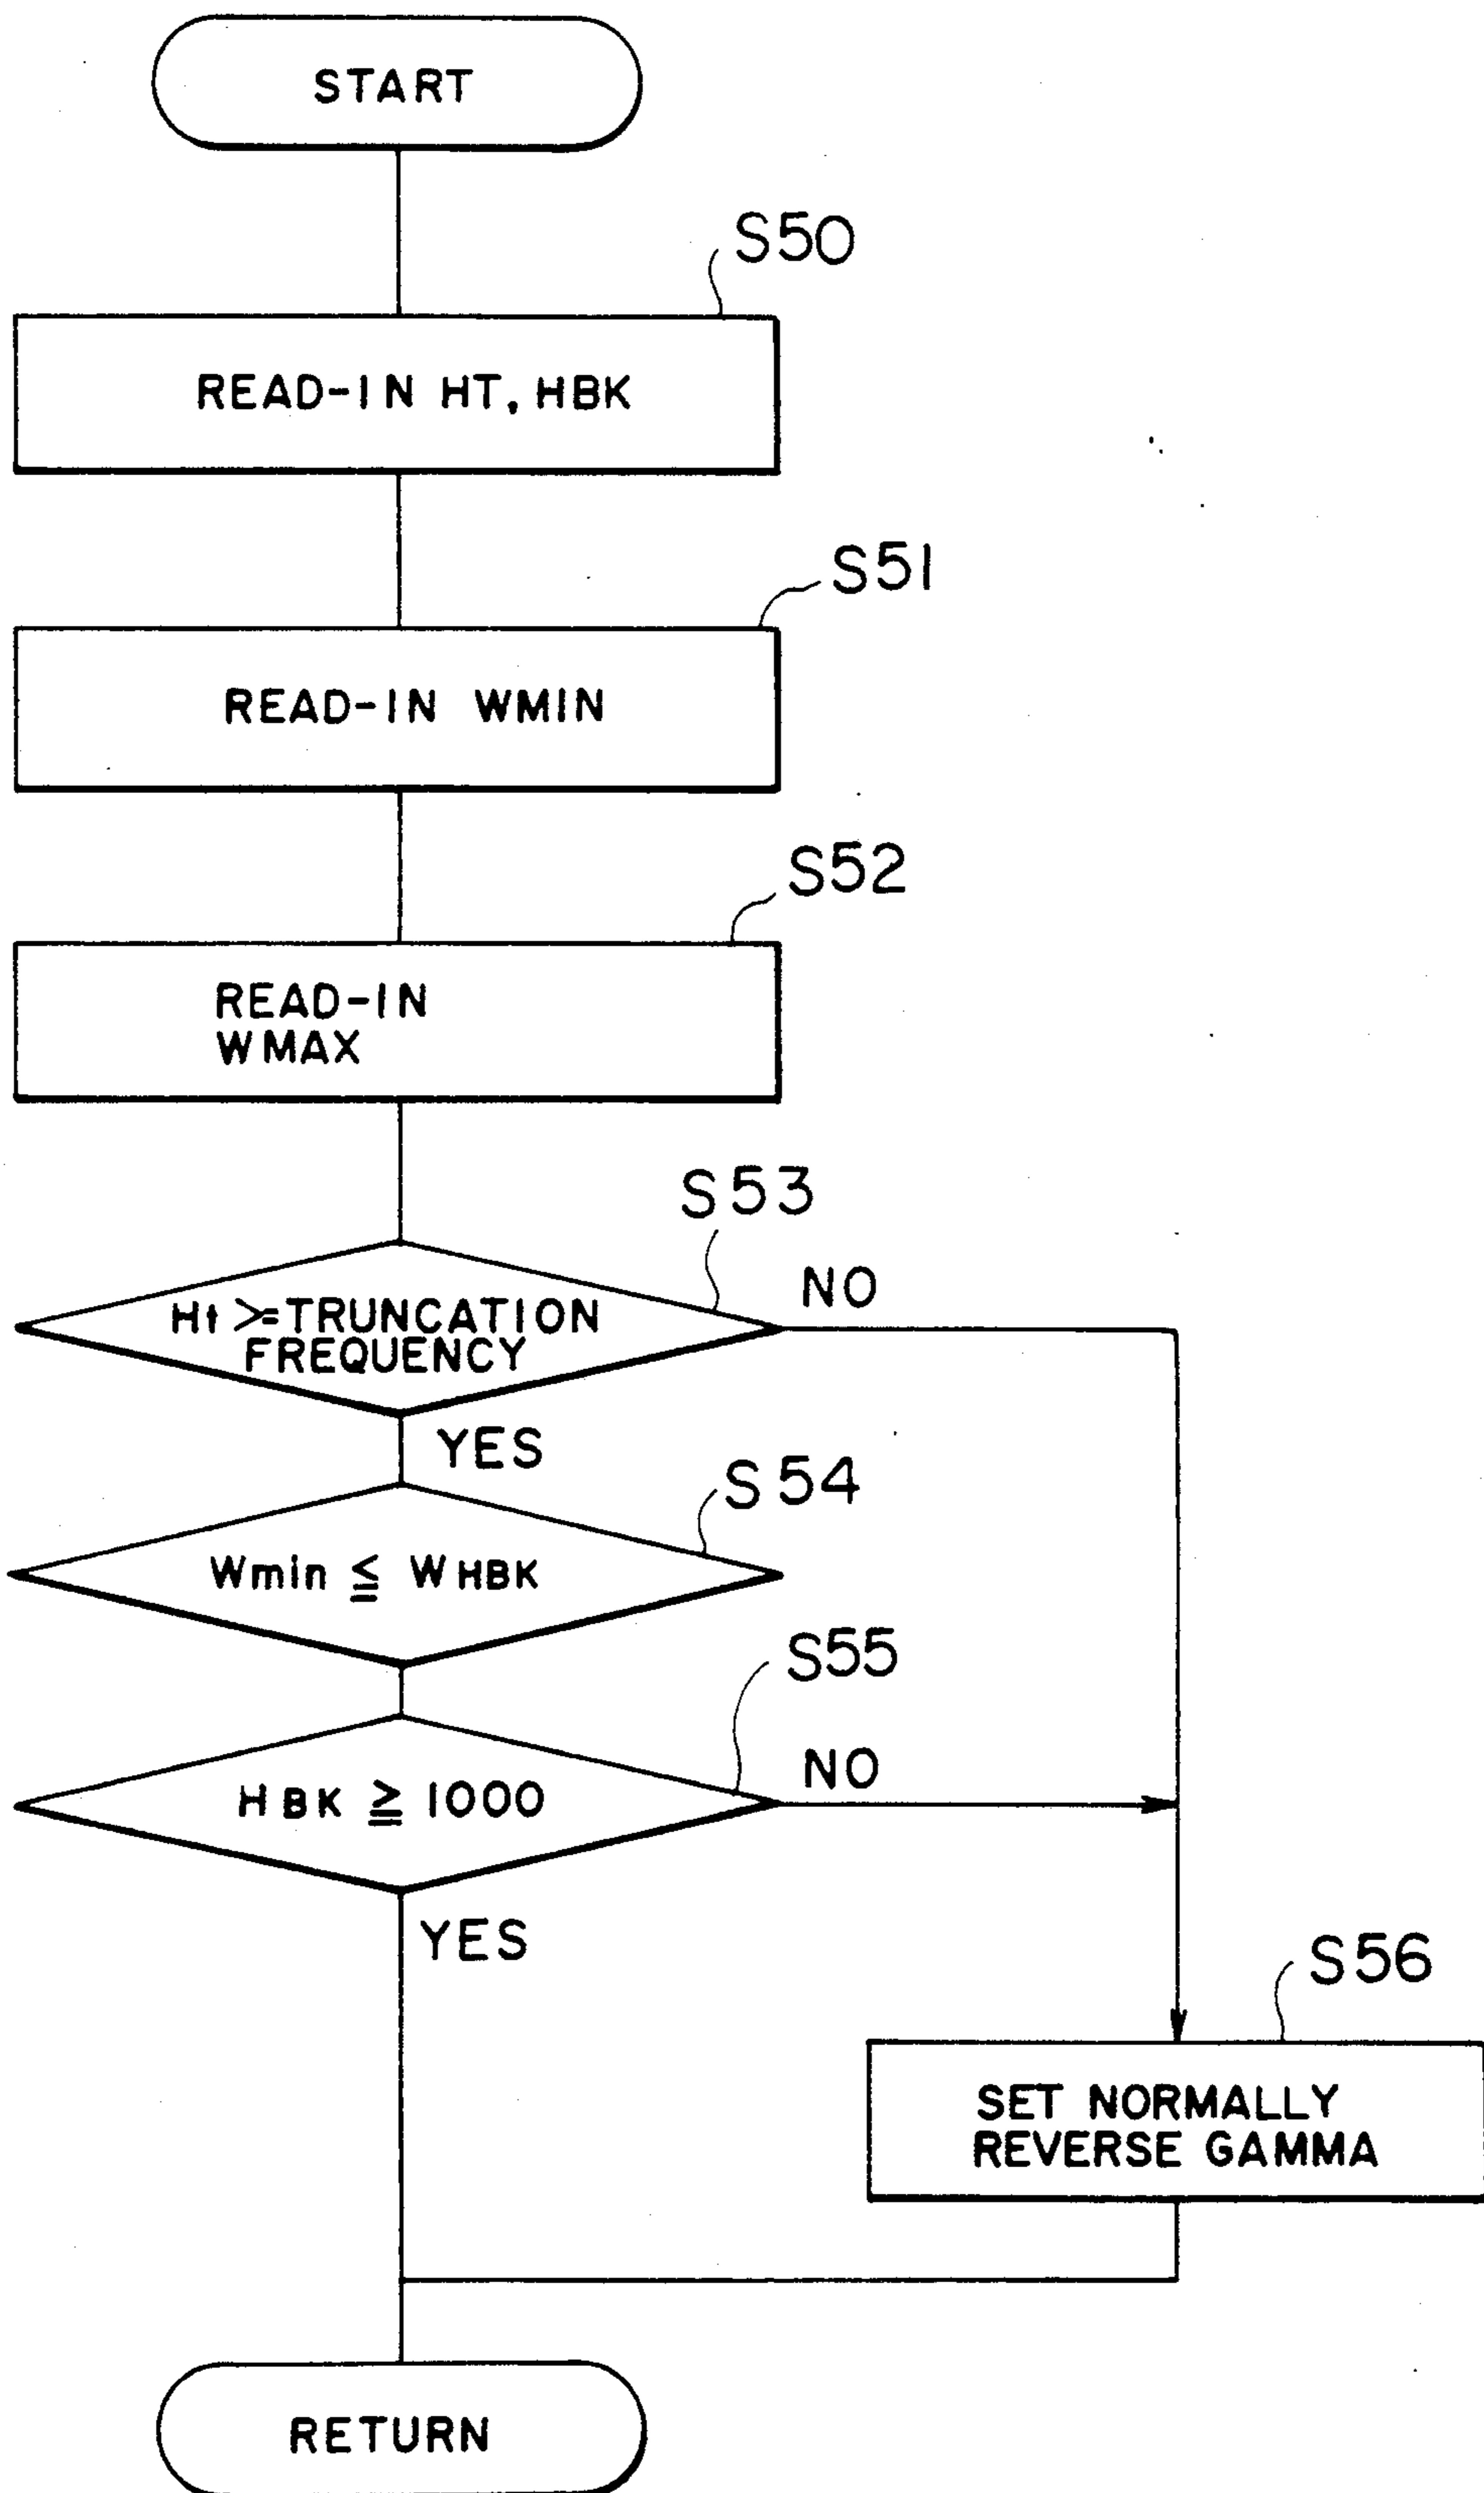 START
S50
READ-IN HT, HBK
S51
READ-IN WMIN
S52
READ-IN
WMAX
S53
NO
Ht >=TRUNCATION
FREQUENCY
YES
S54
Wmin ≦ WHBK
S55
NO
HBK ≧ 1000
YES
S56
SET NORMALLY
REVERSE GAMMA
RETURN